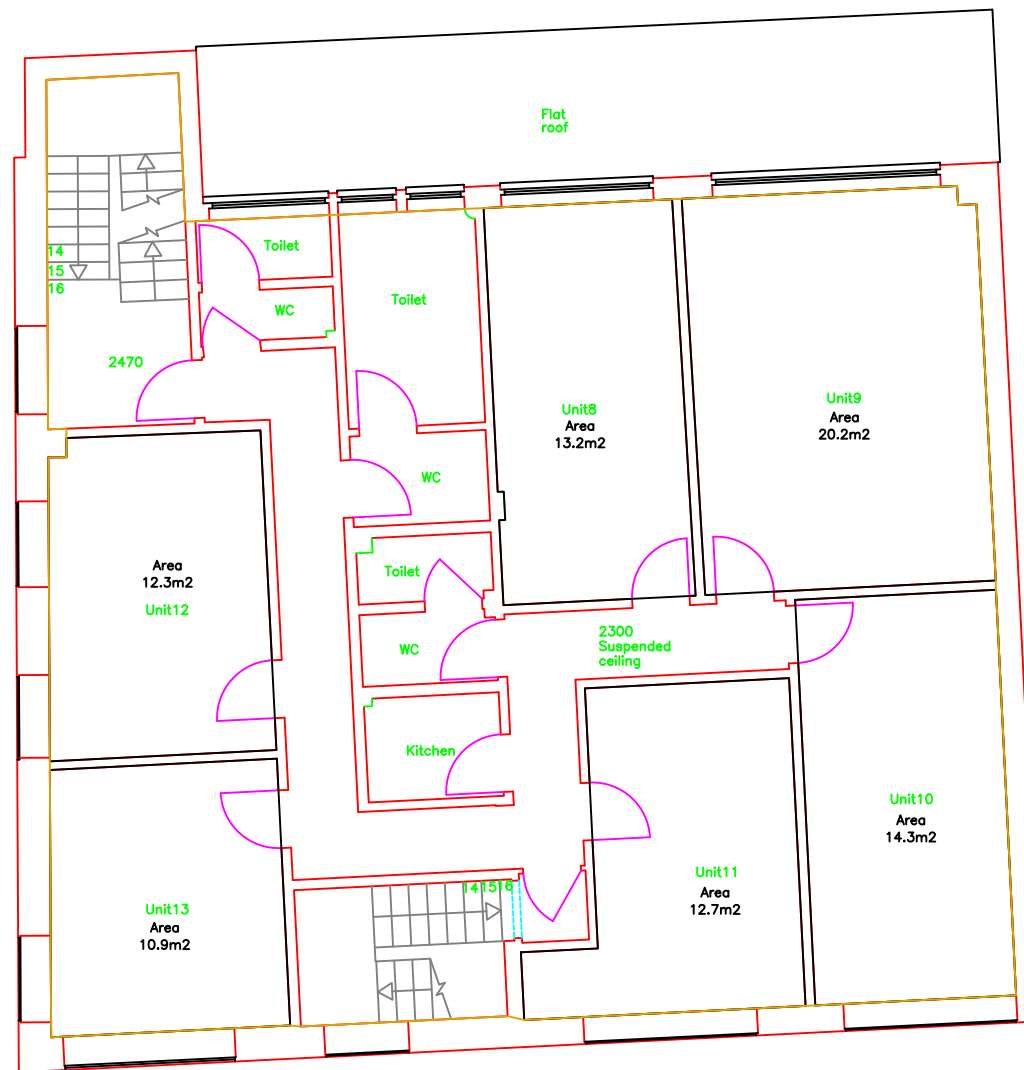 Flat
roof
Toilet
14
15
16
WC
Toilet
2470
Unit8
Area
13.2m2
Unit9
Area
20.2m2
WC
Area
12.3m2
Unit12
Toilet
WC
2300
Suspended
ceiling
Kitchen
Unit10
Area
14.3m2
Unit11
Area
12.7m2
141516
Unit13
Area
10.9m2